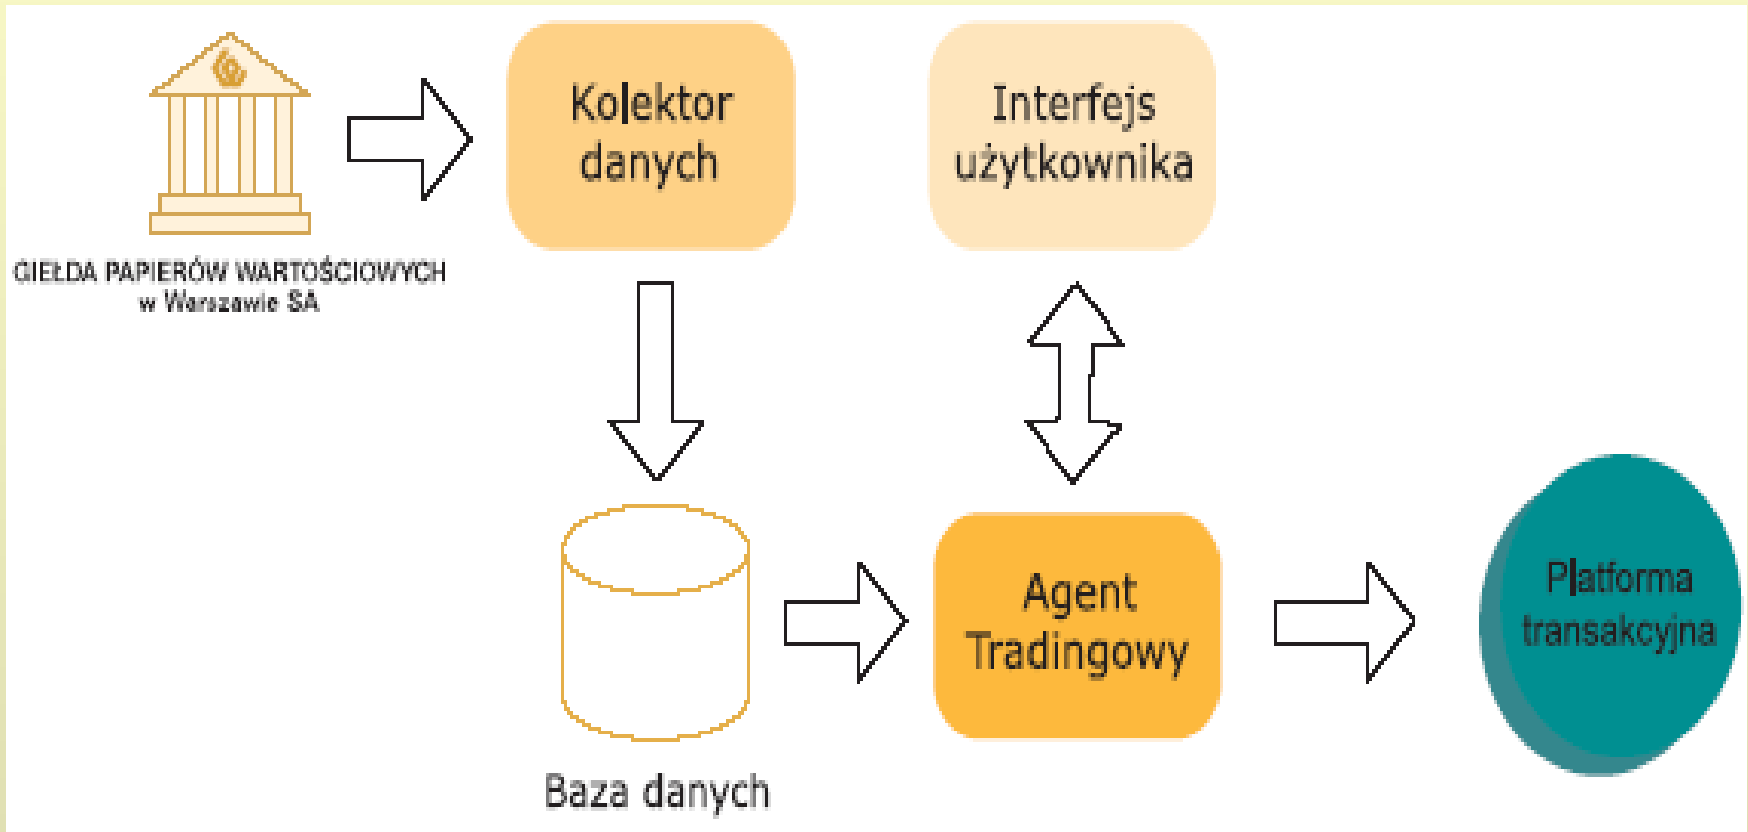 Kolektor
danych
Interfejs
użytkownika
GIEŁDA PAPIERÓW WARTOŚCIOWYCH
w Warszawie SA
Agent
Tradingowy
Platforma
transakcyjna
Baza danych